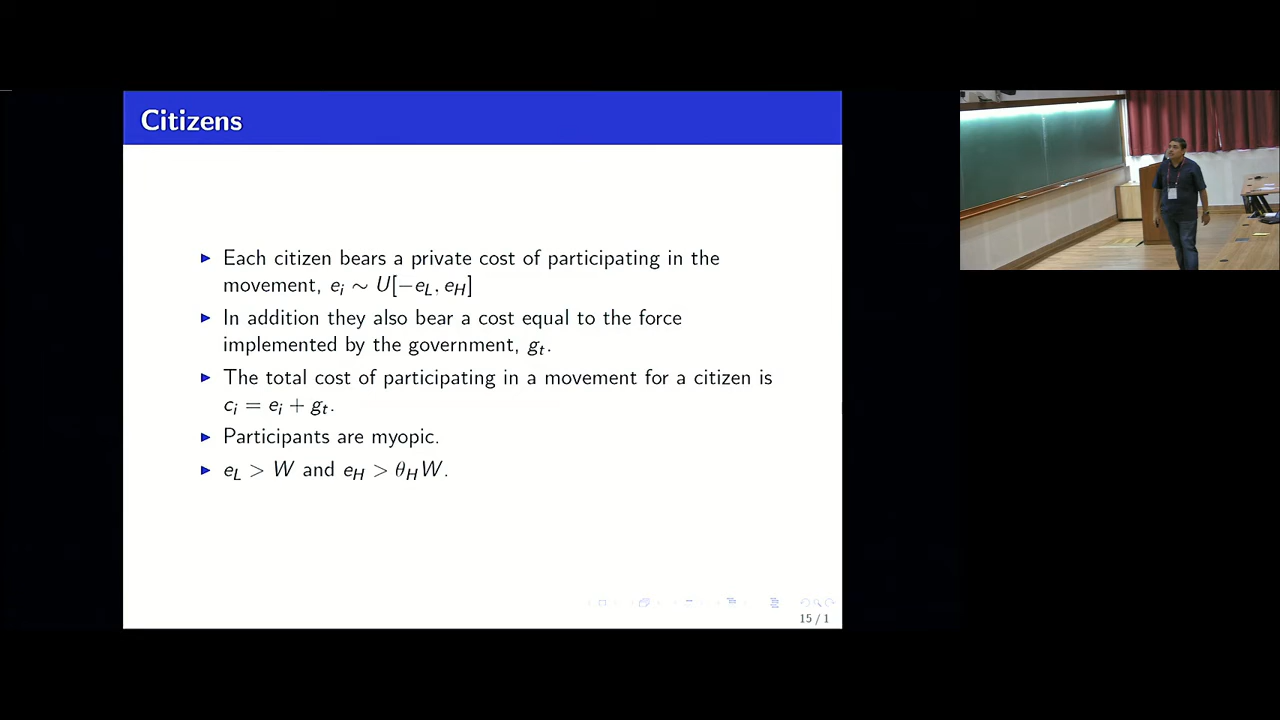 Citizens
▶ Each citizen bears a private cost of participating in the
movement, eᵢ ∼ U[−e_L, e_H]
▶ In addition they also bear a cost equal to the force
implemented by the government, gₜ.
▶ The total cost of participating in a movement for a citizen is
cᵢ = eᵢ + gₜ.
▶ Participants are myopic.
▶ e_L > W and e_H > θ_H W.
15 / 1